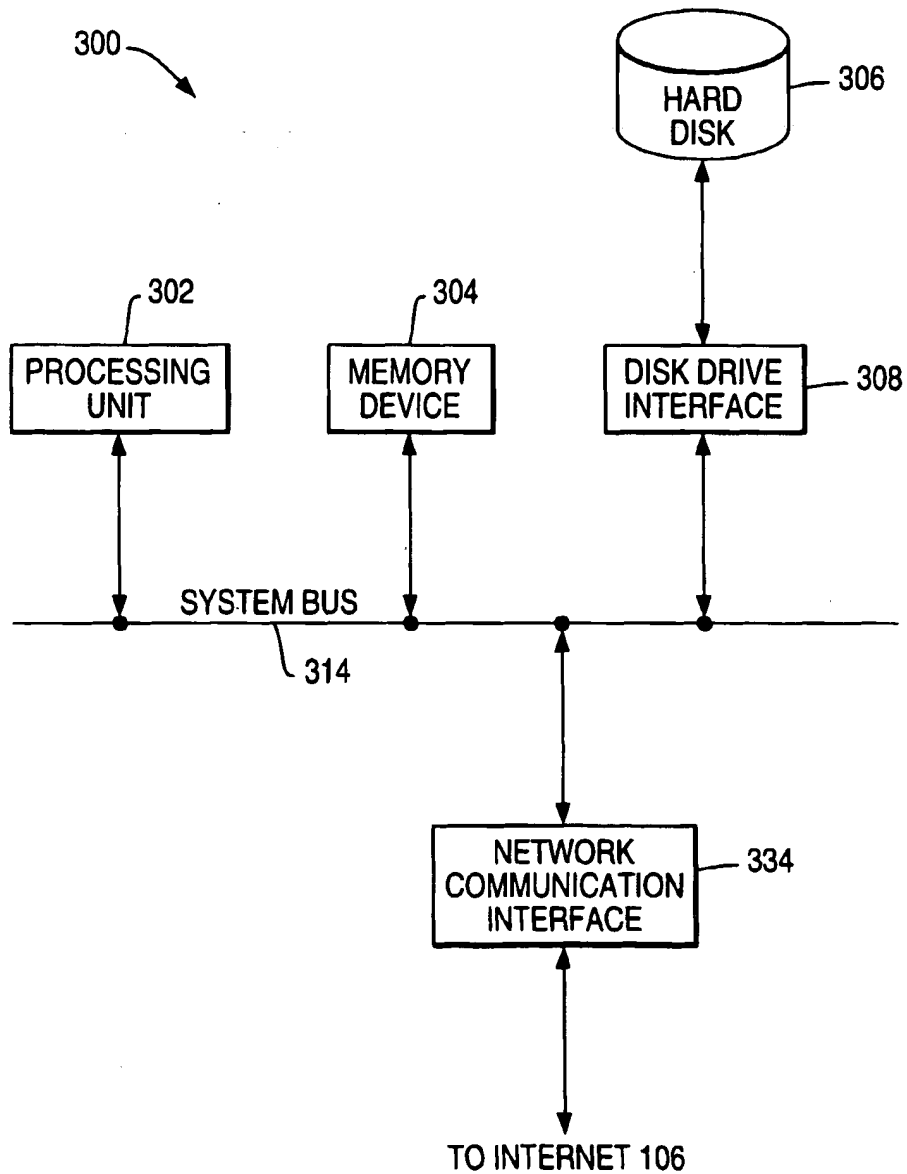 300
HARD
DISK
306
302
PROCESSING
UNIT
304
MEMORY
DEVICE
DISK DRIVE
INTERFACE
308
SYSTEM BUS
314
NETWORK
COMMUNICATION
INTERFACE
334
TO INTERNET 106